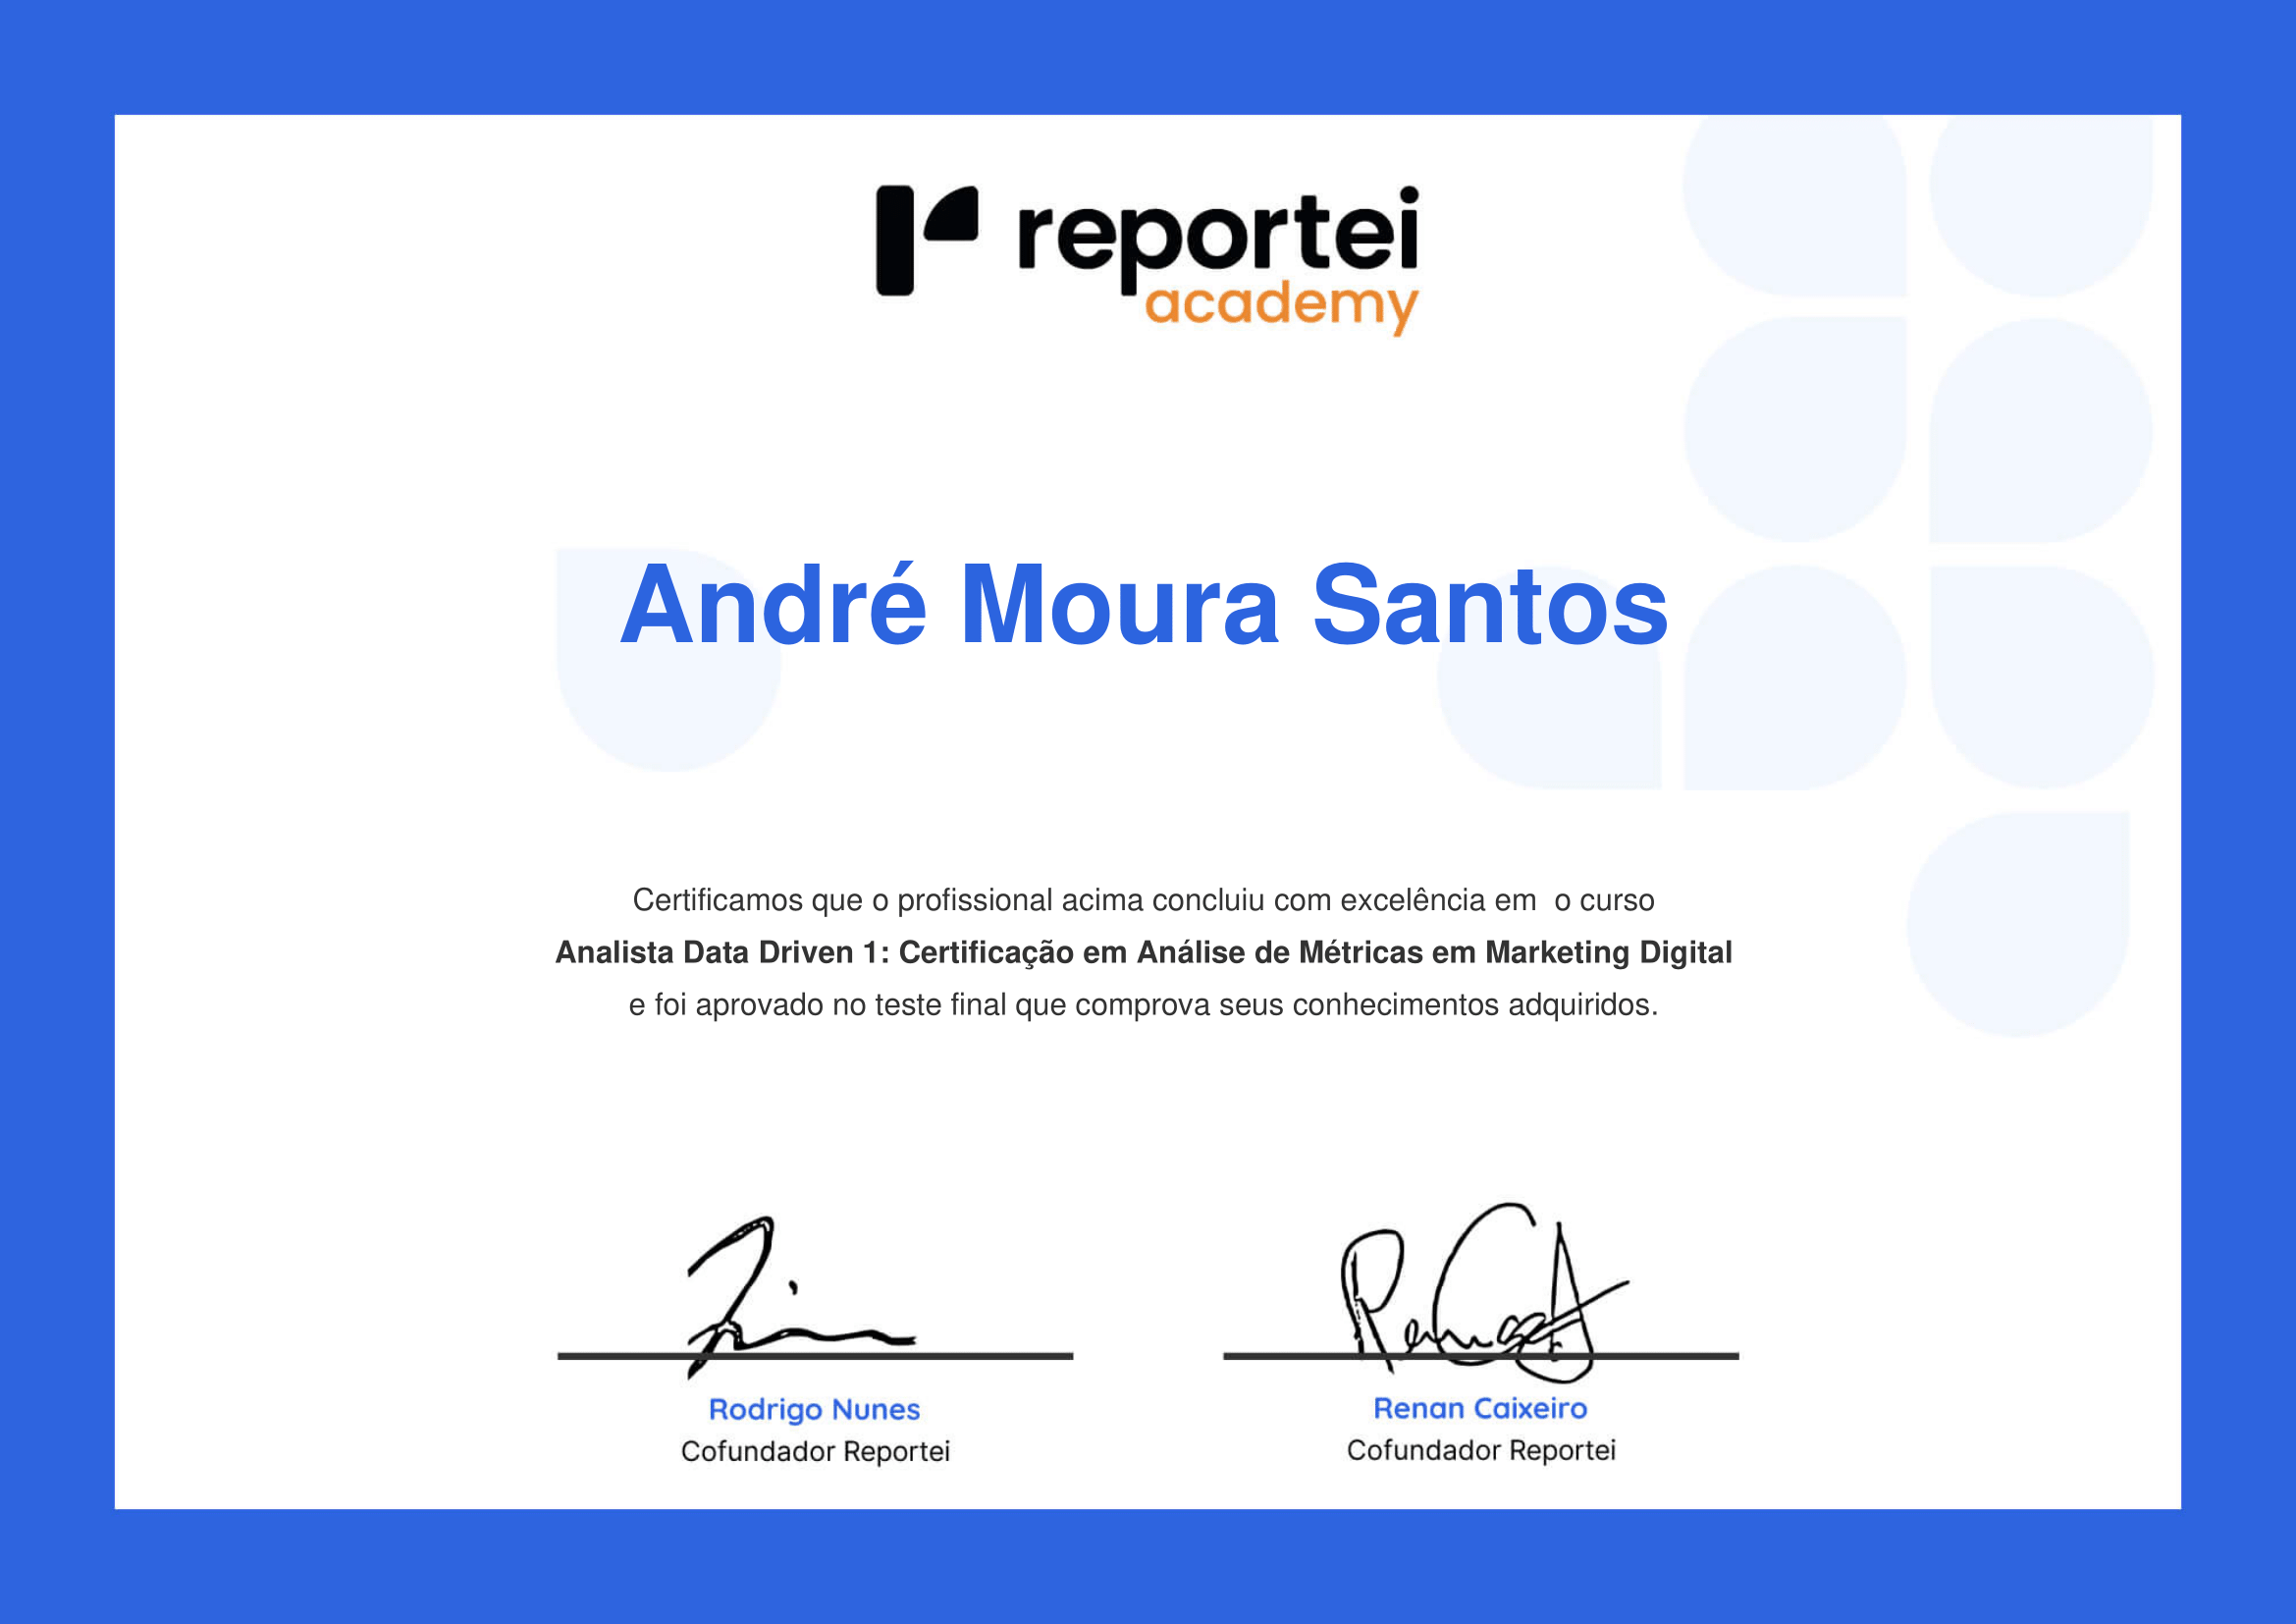 reportei
academy
André Moura Santos
Certificamos que o profissional acima concluiu com excelência em  o curso
Analista Data Driven 1: Certificação em Análise de Métricas em Marketing Digital
e foi aprovado no teste final que comprova seus conhecimentos adquiridos.
Rodrigo Nunes
Cofundador Reportei
Renan Caixeiro
Cofundador Reportei